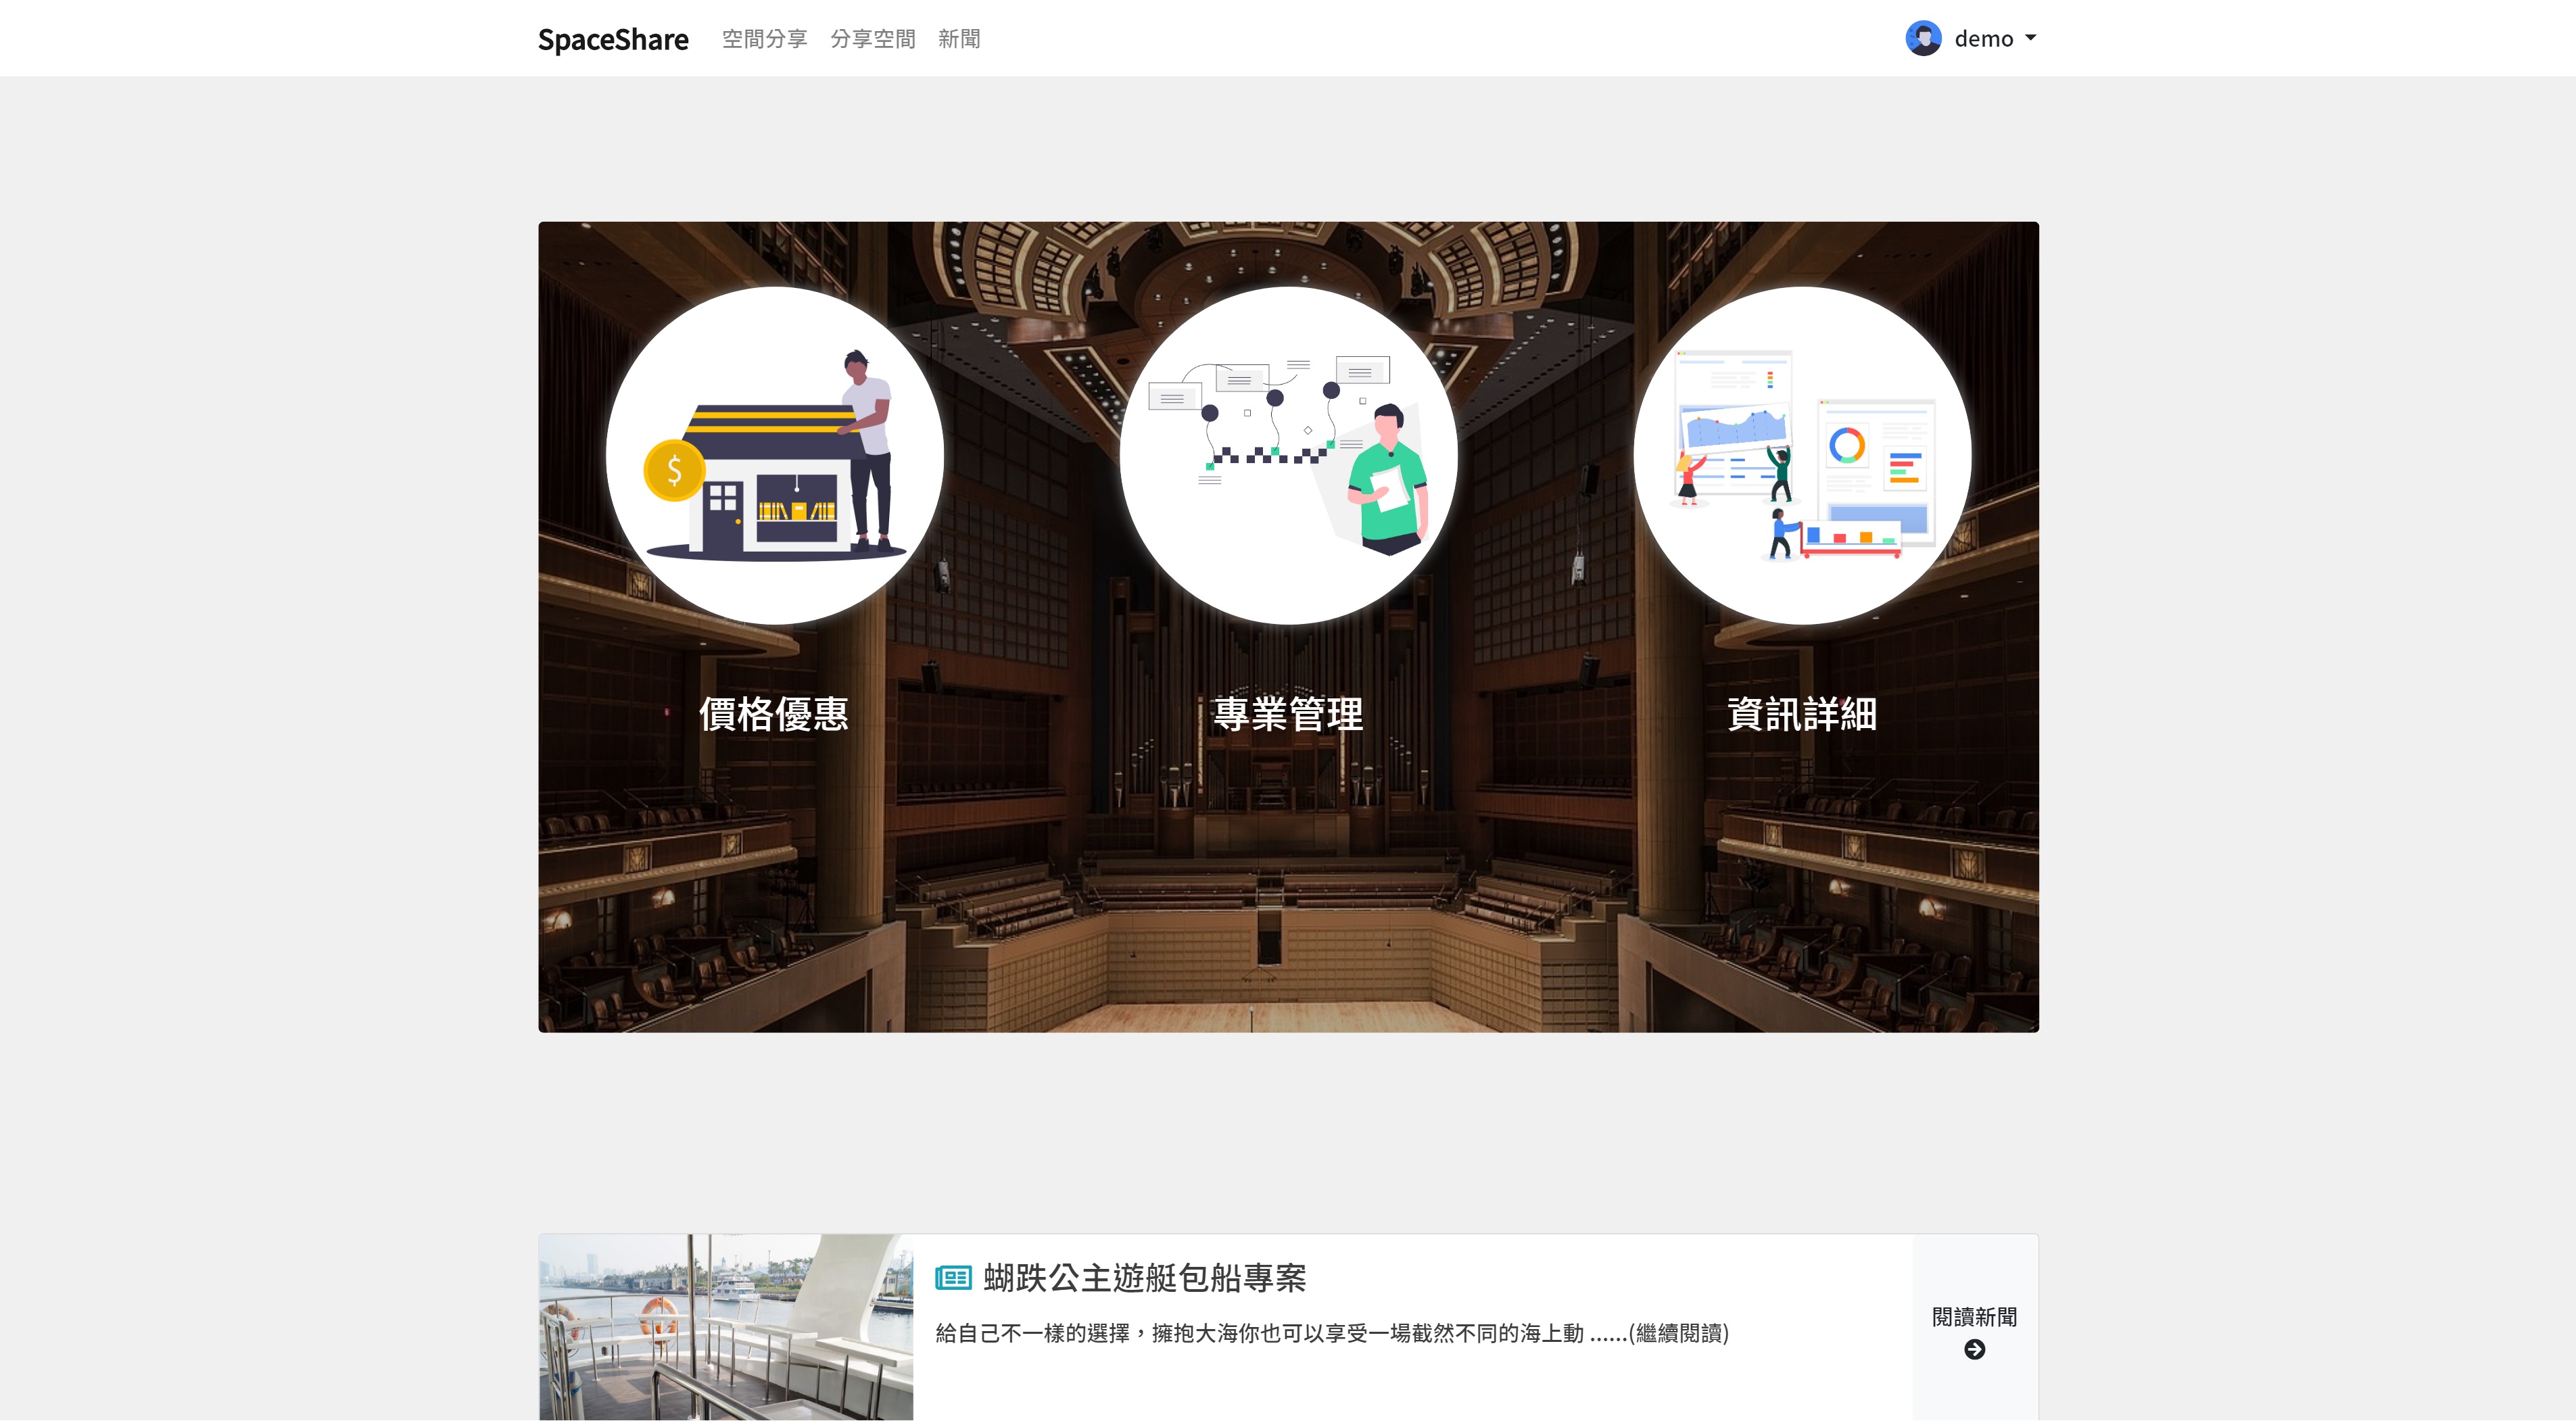 SpaceShare 空間分享 分享空間 新聞 demo
價格優惠 專業管理 資訊詳細
蝴跌公主遊艇包船專案
給自己不一樣的選擇，擁抱大海你也可以享受一場截然不同的海上動 ......(繼續閱讀)
閱讀新聞